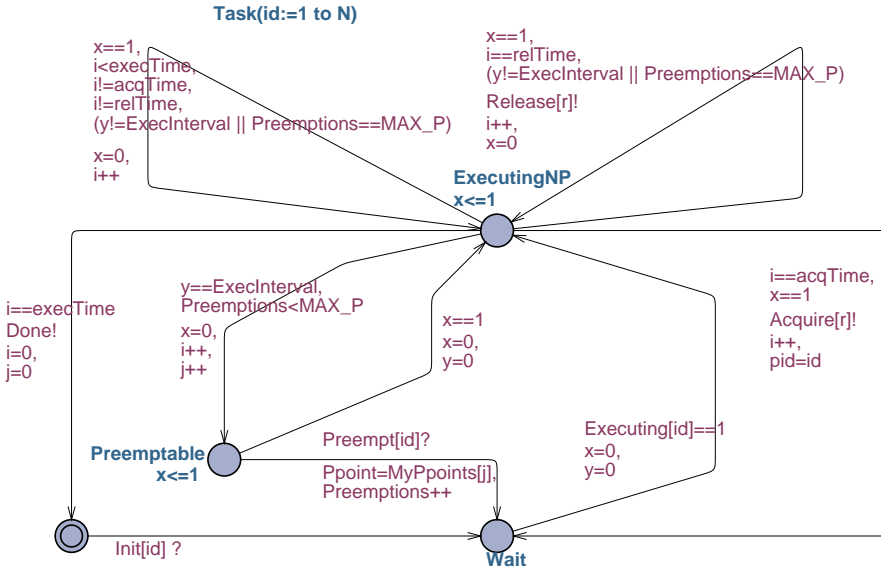 Task(id:=1 to N)
x==1,
i<execTime,
i!=acqTime,
i!=relTime,
(y!=ExecInterval || Preemptions==MAX_P)
x=0,
i++
x==1,
i==relTime,
(y!=ExecInterval || Preemptions==MAX_P)
Release[r]!
i++,
x=0
ExecutingNP
x<=1
i==execTime
Done!
i=0,
j=0
y==ExecInterval,
Preemptions<MAX_P
x=0,
i++,
j++
x==1
x=0,
y=0
i==acqTime,
x==1
Acquire[r]!
i++,
pid=id
Executing[id]==1
x=0,
y=0
Preemptable
x<=1
Preempt[id]?
Ppoint=MyPpoints[j],
Preemptions++
Init[id] ?
Wait